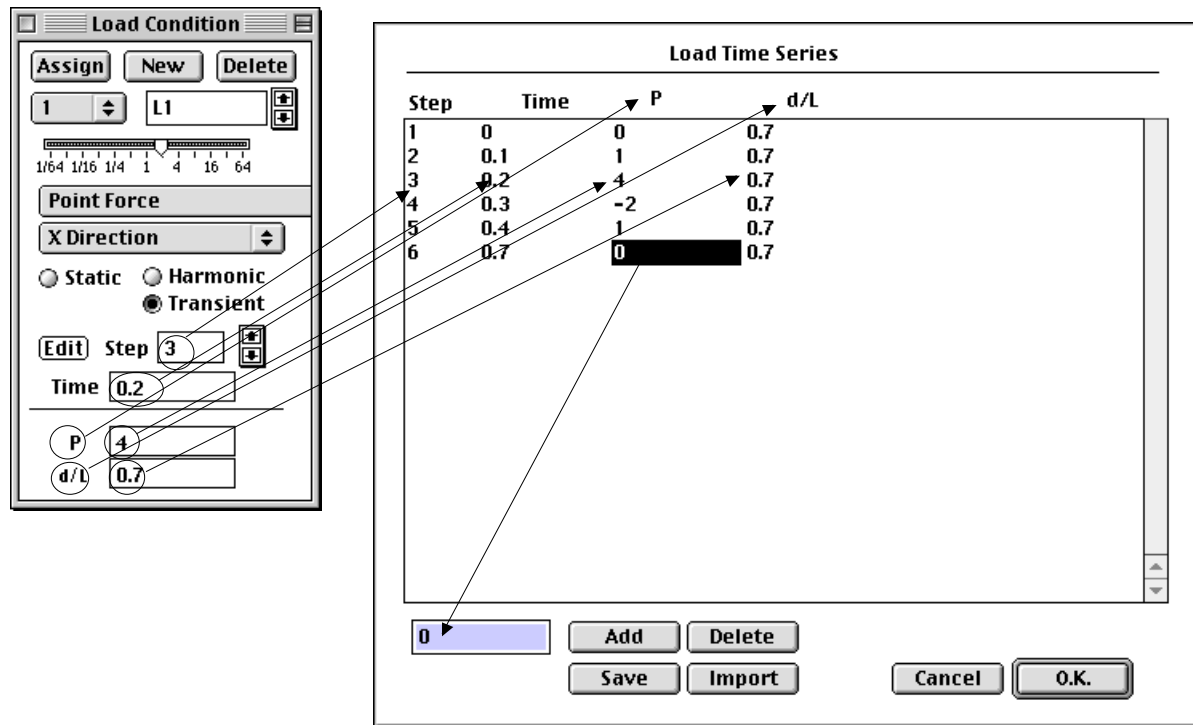 Load Condition
Assign New Delete
1 L1
1/64 1/16 1/4 1 4 16 64
Point Force
X Direction
Static Harmonic
Transient
Edit Step 3
Time 0.2
P 4
d/L 0.7
Load Time Series
Step Time P d/L
1 0 0 0.7
2 0.1 1 0.7
3 0.2 4 0.7
4 0.3 -2 0.7
5 0.4 1 0.7
6 0.7 0 0.7
0 Add Delete
Save Import Cancel O.K.